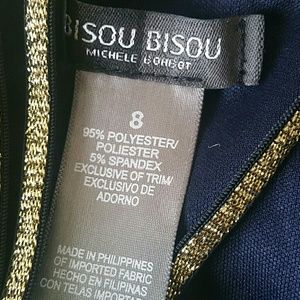 BISOU BISOU
MICHELE BOHBOT
8
95% POLYESTER/
POLIESTER
5% SPANDEX
EXCLUSIVE OF TRIM/
EXCLUSIVO DE
ADORNO
MADE IN PHILIPPINES
OF IMPORTED FABRIC
HECHO EN FILIPINAS
CON TELAS IMPORTAD